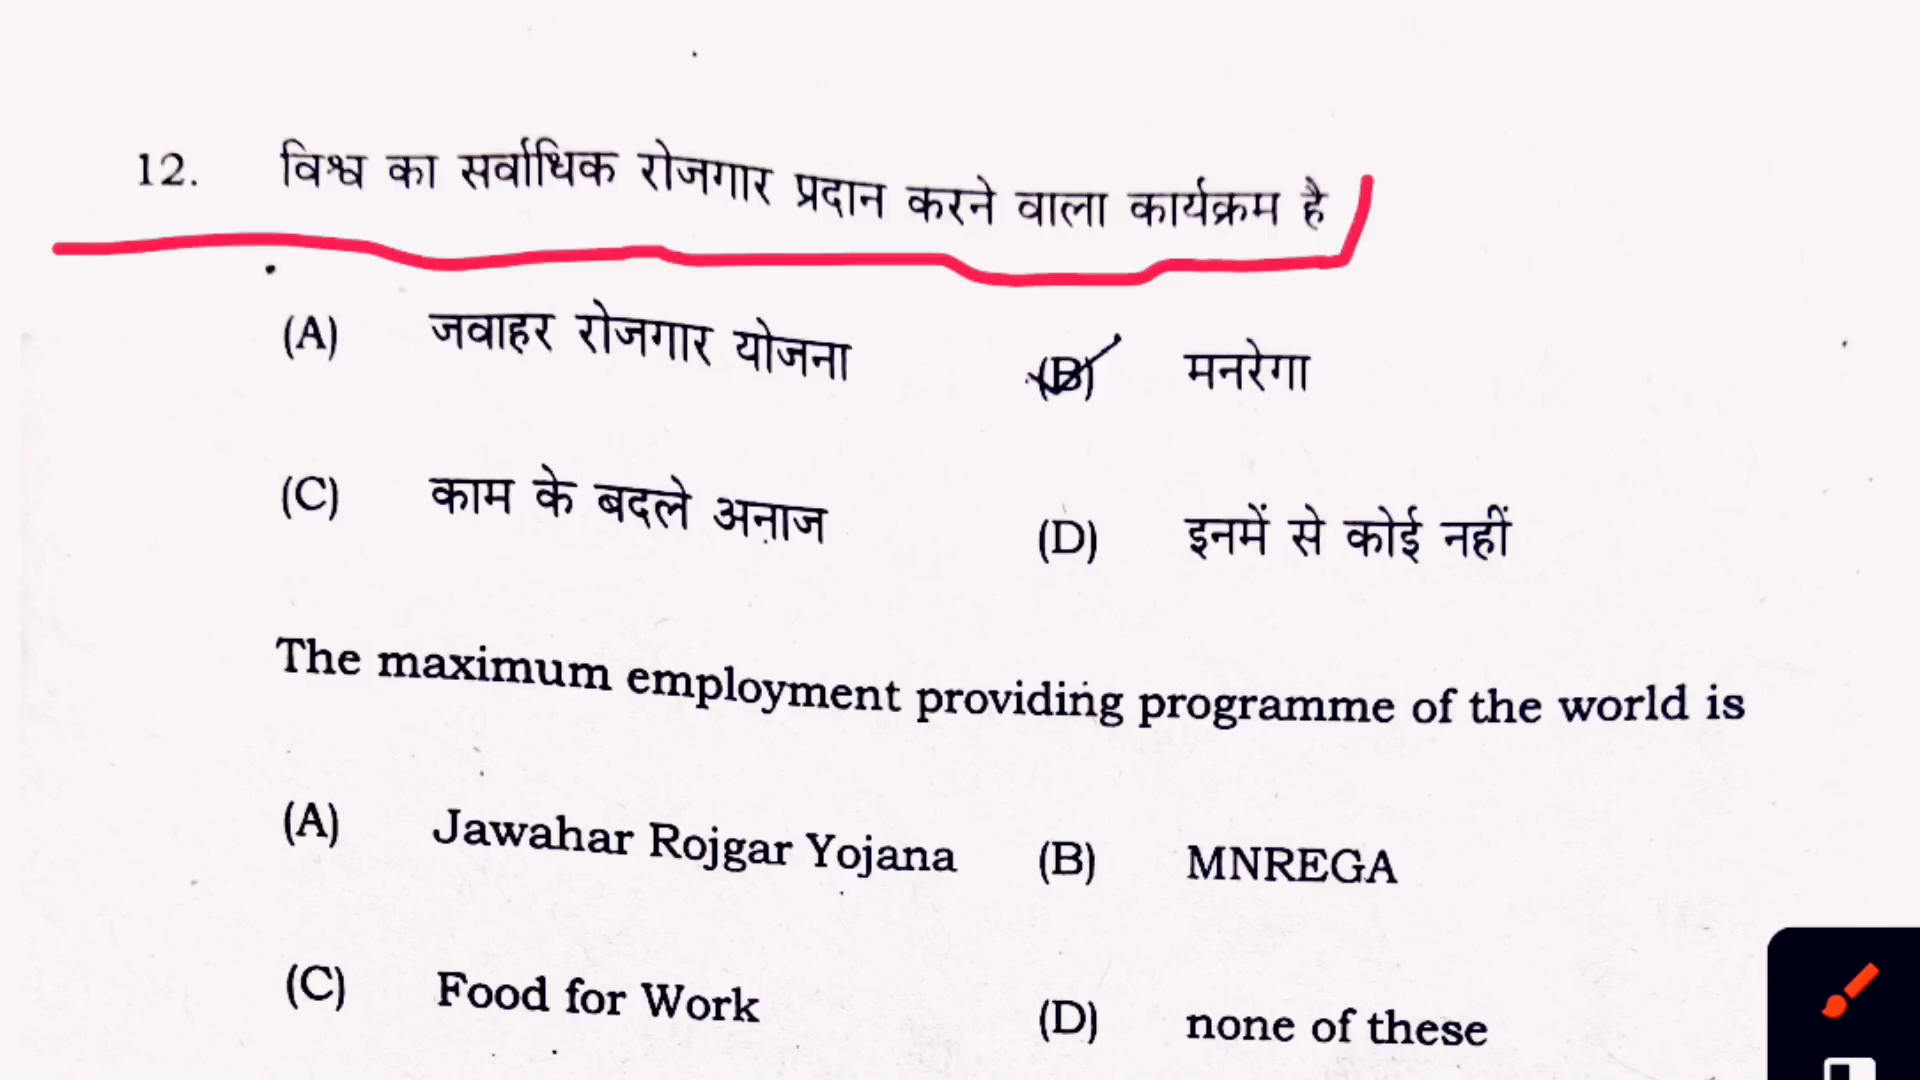 12. विश्व का सर्वाधिक रोजगार प्रदान करने वाला कार्यक्रम है
(A) जवाहर रोजगार योजना (B) मनरेगा
(C) काम के बदले अनाज (D) इनमें से कोई नहीं
The maximum employment providing programme of the world is
(A) Jawahar Rojgar Yojana (B) MNREGA
(C) Food for Work (D) none of these